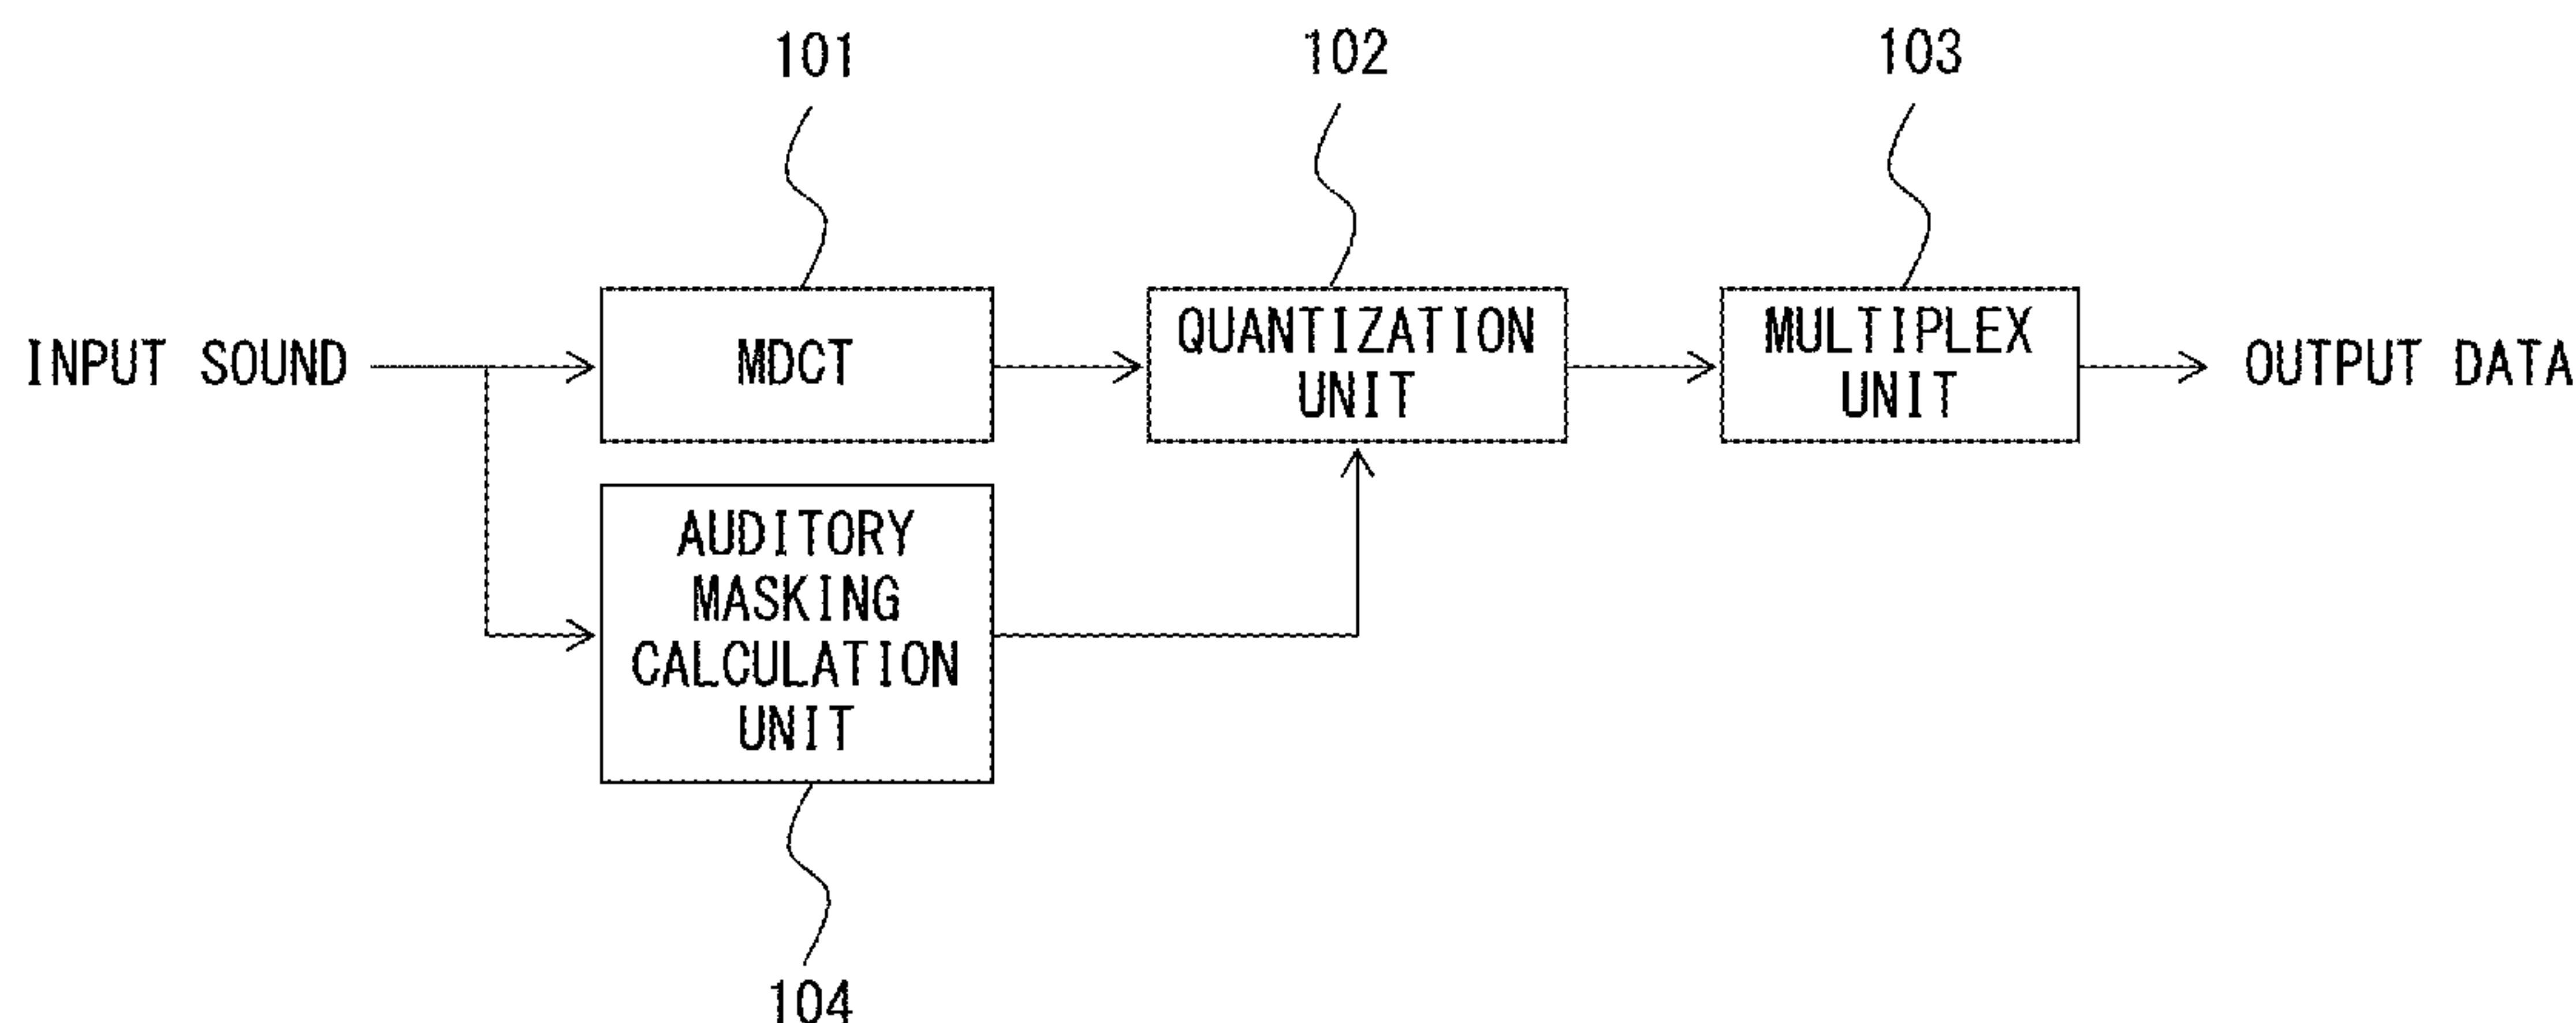 101
102
103
INPUT SOUND
MDCT
QUANTIZATION
UNIT
MULTIPLEX
UNIT
OUTPUT DATA
AUDITORY
MASKING
CALCULATION
UNIT
104